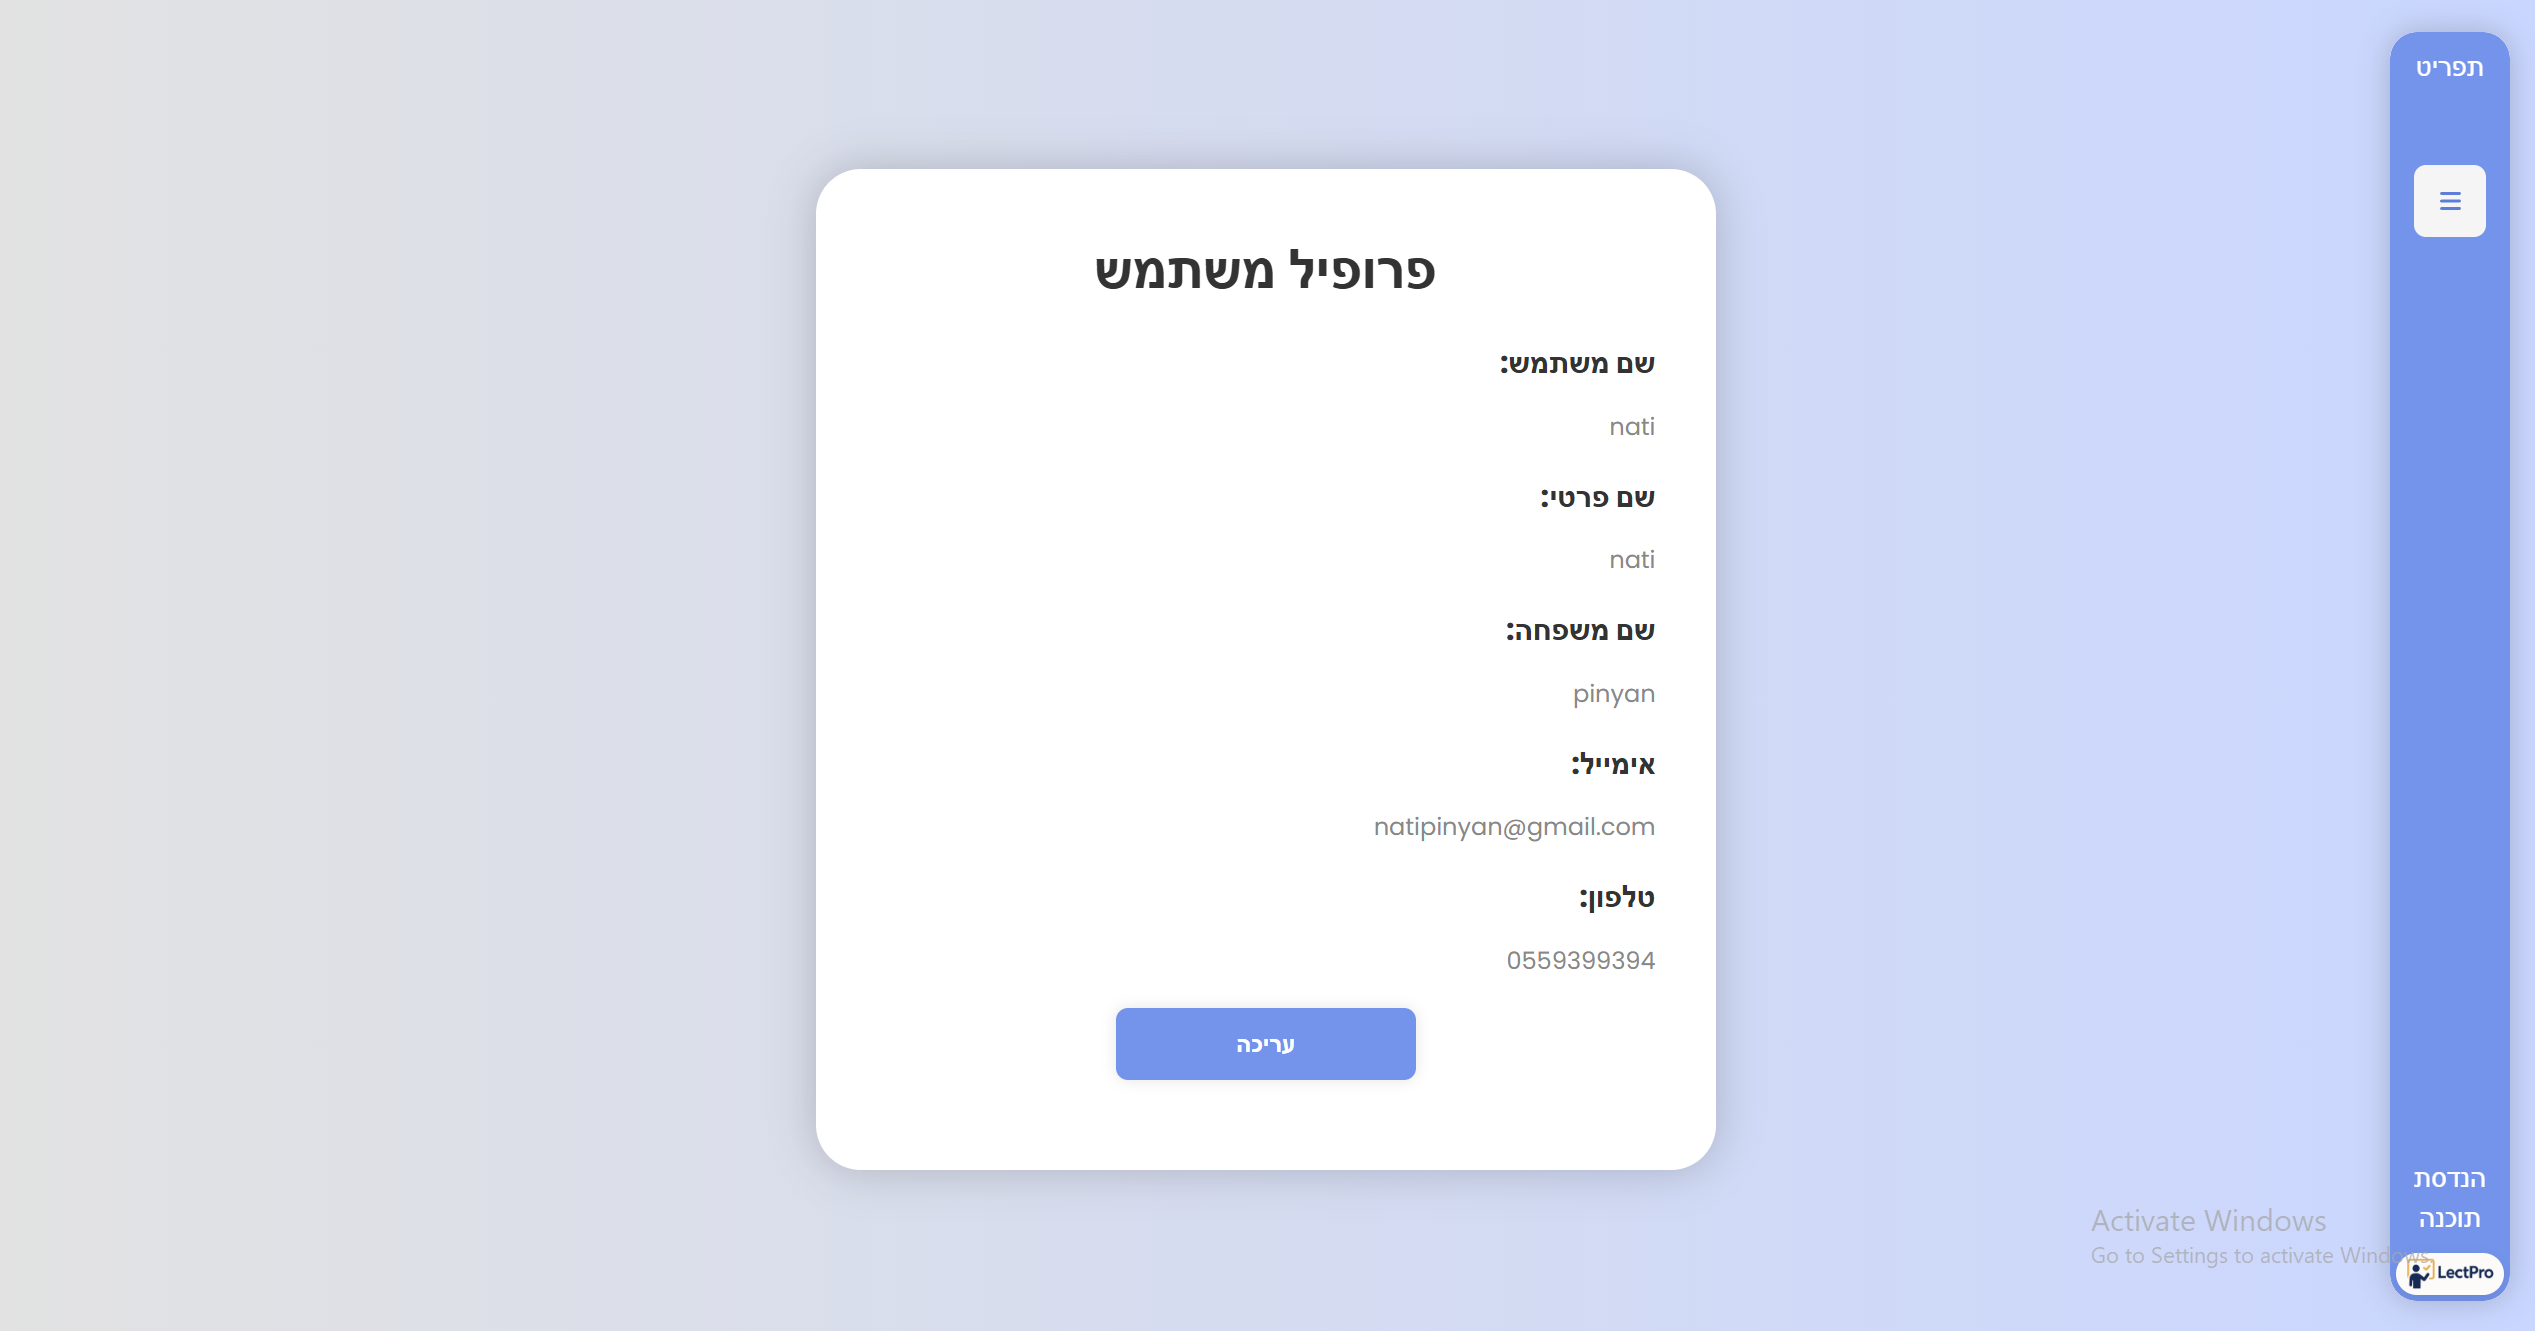 תפריט
פרופיל משתמש
שם משתמש:
nati
שם פרטי:
nati
שם משפחה:
pinyan
אימייל:
natipinyan@gmail.com
טלפון:
0559399394
עריכה
הנדסת
תוכנה
Activate Windows
Go to Settings to activate Windows.
LectPro